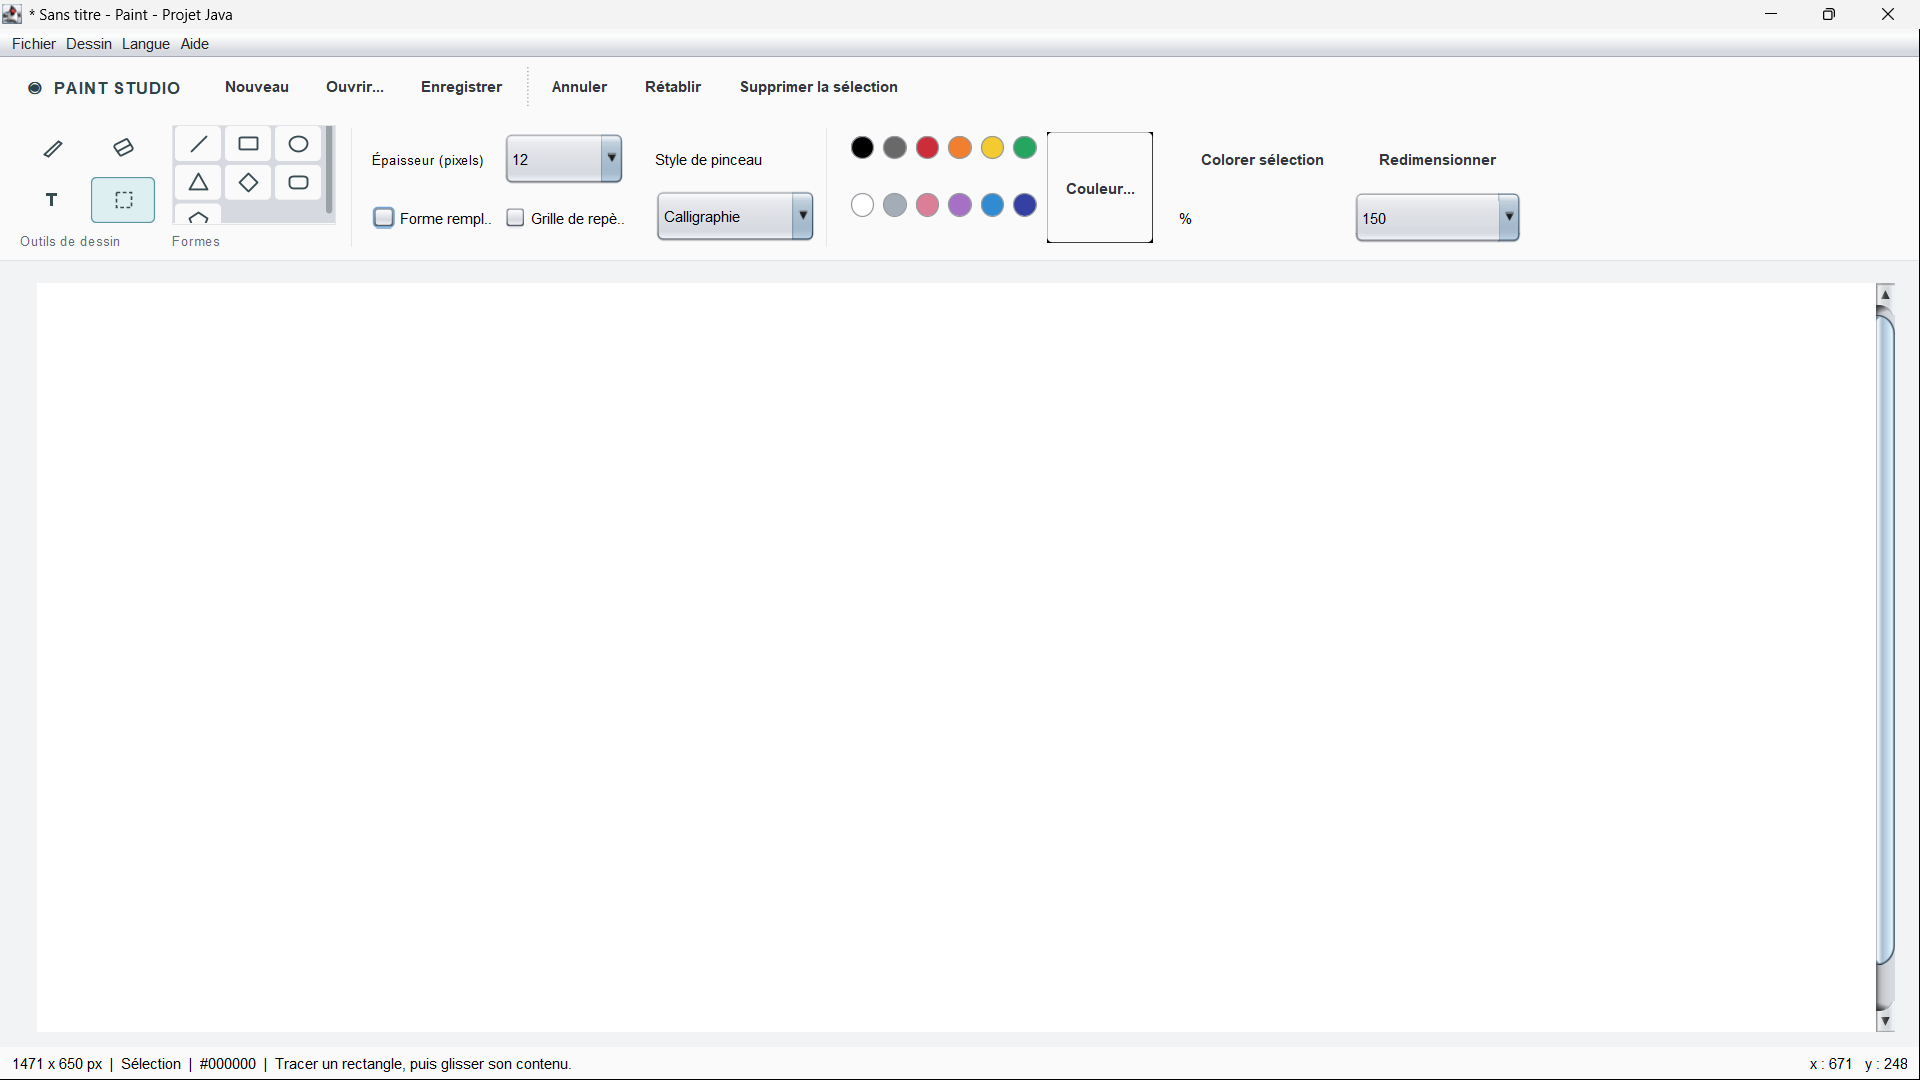 * Sans titre - Paint - Projet Java
Fichier Dessin Langue Aide
PAINT STUDIO Nouveau Ouvrir... Enregistrer Annuler Rétablir Supprimer la sélection
Épaisseur (pixels) 12 Style de pinceau Colorer sélection Redimensionner
Couleur...
T
Forme rempl.. Grille de repè.. Calligraphie % 150
Outils de dessin Formes
1471 x 650 px | Sélection | #000000 | Tracer un rectangle, puis glisser son contenu. x : 671 y : 248